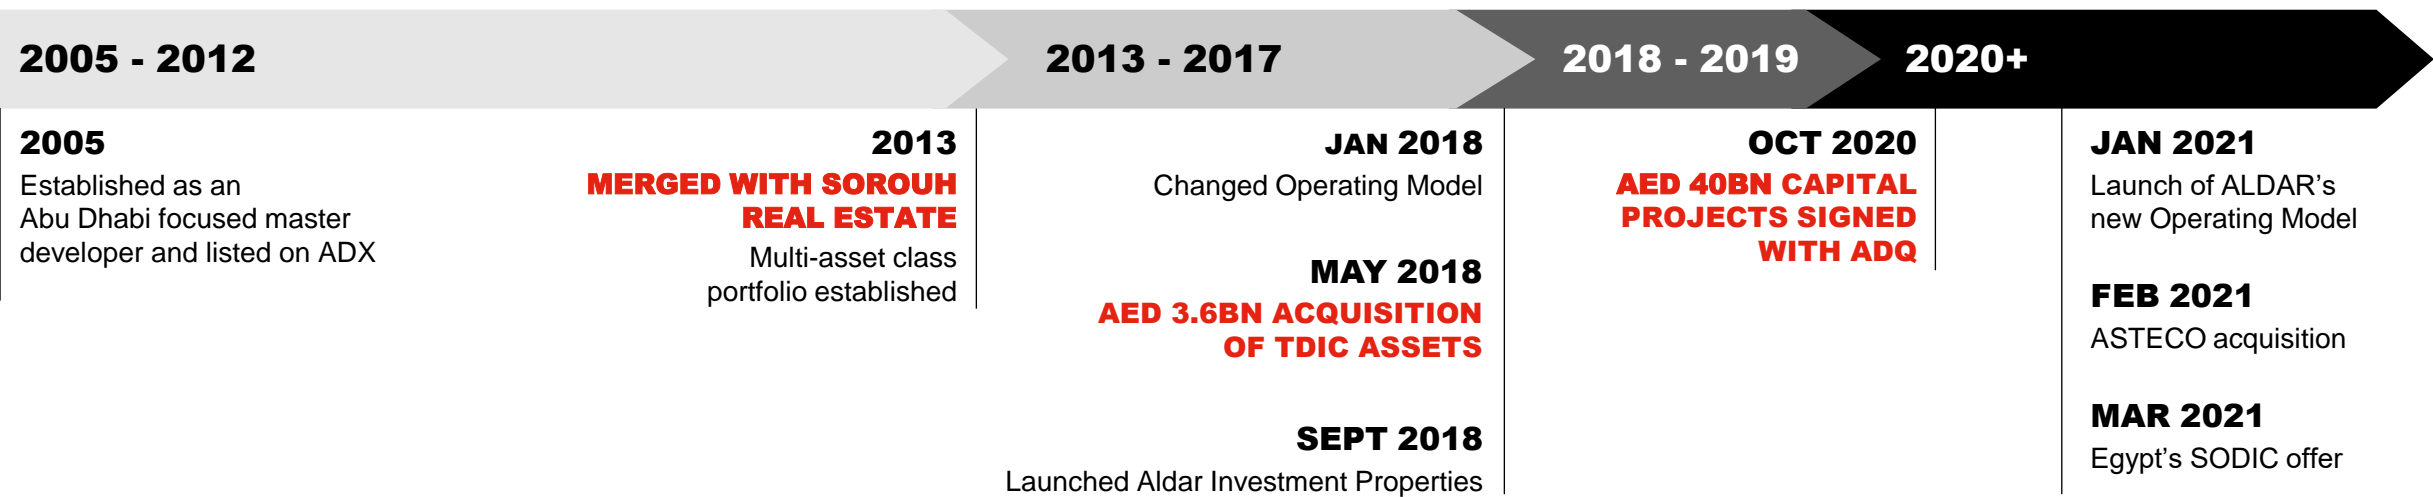 2005 - 2012
2013 - 2017
2018 - 2019
2020+
2005
Established as an
Abu Dhabi focused master
developer and listed on ADX
2013
MERGED WITH SOROUH
REAL ESTATE
Multi-asset class
portfolio established
JAN 2018
Changed Operating Model
MAY 2018
AED 3.6BN ACQUISITION
OF TDIC ASSETS
SEPT 2018
Launched Aldar Investment Properties
OCT 2020
AED 40BN CAPITAL
PROJECTS SIGNED
WITH ADQ
JAN 2021
Launch of ALDAR’s
new Operating Model
FEB 2021
ASTECO acquisition
MAR 2021
Egypt’s SODIC offer